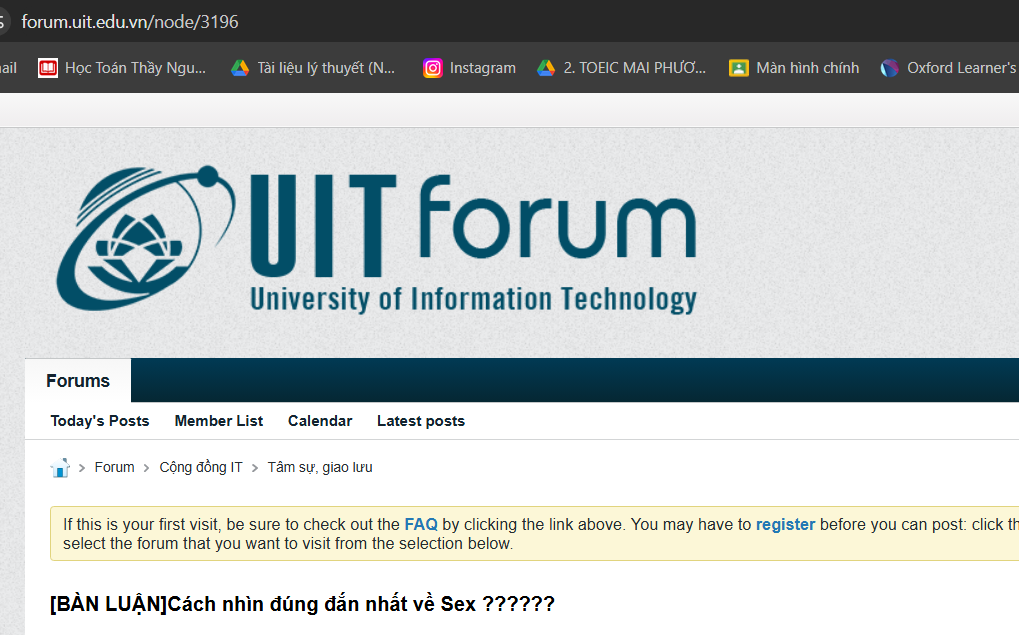 forum.uit.edu.vn/node/3196
ail Học Toán Thầy Ngu... Tài liệu lý thuyết (N... Instagram 2. TOEIC MAI PHƯƠ... Màn hình chính Oxford Learner's
UIT forum
University of Information Technology
Forums
Today's Posts Member List Calendar Latest posts
Forum > Cộng đồng IT > Tâm sự, giao lưu
If this is your first visit, be sure to check out the FAQ by clicking the link above. You may have to register before you can post: click th
select the forum that you want to visit from the selection below.
[BÀN LUẬN]Cách nhìn đúng đắn nhất về Sex ??????